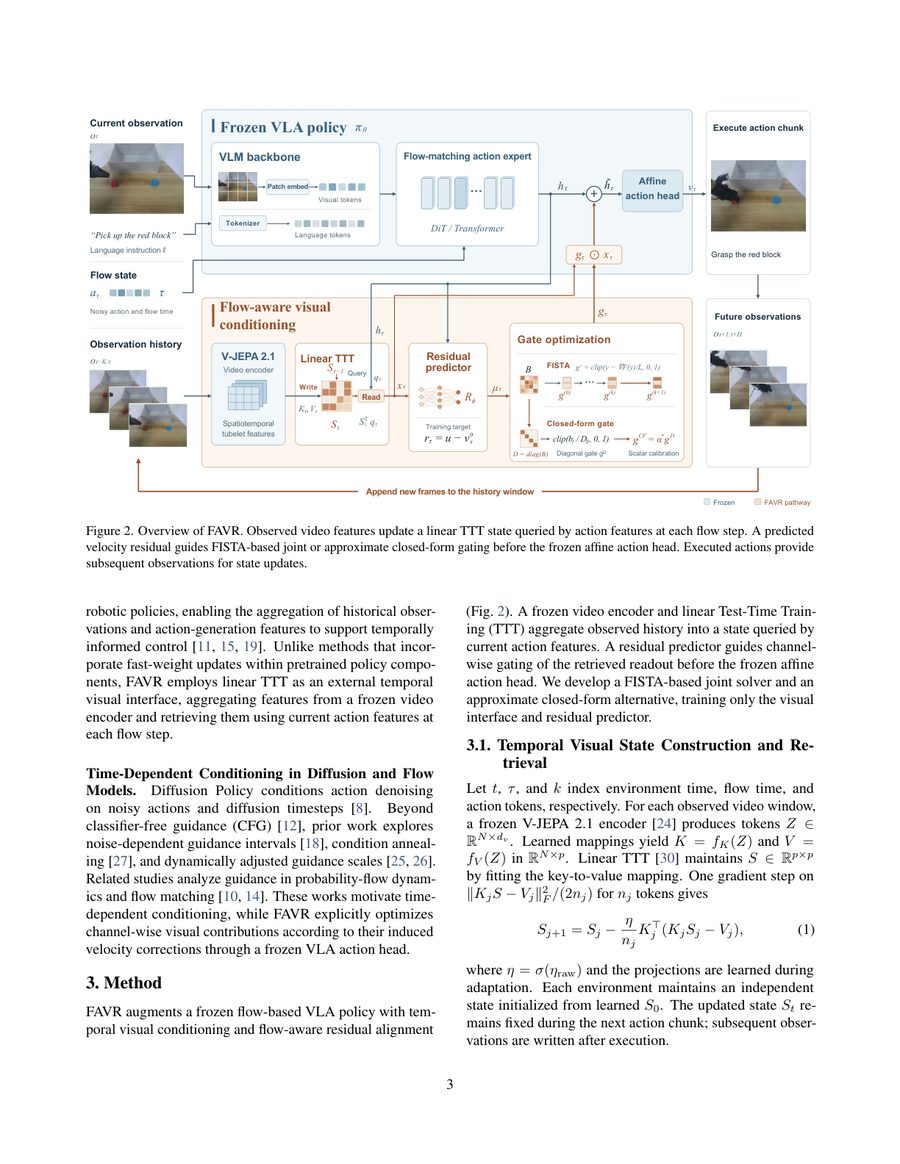 Current observation
o_t
"Pick up the red block"
Language instruction ℓ
Flow state
a_τ τ
Noisy action and flow time
Observation history
o_{t−K:t}
Frozen VLA policy π_θ
VLM backbone
Patch embed
Visual tokens
Tokenizer
Language tokens
Flow-matching action expert
DiT / Transformer
h_τ
+
h̃_τ
Affine
action head
v_τ
g_τ ⊙ x_τ
Execute action chunk
Grasp the red block
Future observations
o_{t+1:t+H}
Flow-aware visual
conditioning
V-JEPA 2.1
Video encoder
Spatiotemporal
tubelet features
Linear TTT
Write
Query
q_τ
Read
S_t
h_τ
x_τ
Residual
predictor
R_θ
Training target
μ_τ
g_τ
Gate optimization
B
FISTA
Closed-form gate
D = diag(B)
Diagonal gate g^D
Scalar calibration
Append new frames to the history window
Frozen
FAVR pathway
Figure 2. Overview of FAVR. Observed video features update a linear TTT state queried by action features at each flow step. A predicted
velocity residual guides FISTA-based joint or approximate closed-form gating before the frozen affine action head. Executed actions provide
subsequent observations for state updates.
robotic policies, enabling the aggregation of historical obser-
vations and action-generation features to support temporally
informed control [11, 15, 19]. Unlike methods that incor-
porate fast-weight updates within pretrained policy compo-
nents, FAVR employs linear TTT as an external temporal
visual interface, aggregating features from a frozen video
encoder and retrieving them using current action features at
each flow step.
Time-Dependent Conditioning in Diffusion and Flow
Models. Diffusion Policy conditions action denoising
on noisy actions and diffusion timesteps [8]. Beyond
classifier-free guidance (CFG) [12], prior work explores
noise-dependent guidance intervals [18], condition anneal-
ing [27], and dynamically adjusted guidance scales [25, 26].
Related studies analyze guidance in probability-flow dynam-
ics and flow matching [10, 14]. These works motivate time-
dependent conditioning, while FAVR explicitly optimizes
channel-wise visual contributions according to their induced
velocity corrections through a frozen VLA action head.
3. Method
FAVR augments a frozen flow-based VLA policy with tem-
poral visual conditioning and flow-aware residual alignment
(Fig. 2). A frozen video encoder and linear Test-Time Train-
ing (TTT) aggregate observed history into a state queried by
current action features. A residual predictor guides channel-
wise gating of the retrieved readout before the frozen affine
action head. We develop a FISTA-based joint solver and an
approximate closed-form alternative, training only the visual
interface and residual predictor.
3.1. Temporal Visual State Construction and Re-
trieval
Let t, τ, and k index environment time, flow time, and
action tokens, respectively. For each observed video window,
a frozen V-JEPA 2.1 encoder [24] produces tokens Z ∈
ℝ^{N×d_v}. Learned mappings yield K = f_K(Z) and V =
f_V(Z) in ℝ^{N×p}. Linear TTT [30] maintains S ∈ ℝ^{p×p}
by fitting the key-to-value mapping. One gradient step on
‖K_jS − V_j‖²_F/(2n_j) for n_j tokens gives
S_{j+1} = S_j − η/n_j K_j^⊤(K_jS_j − V_j), (1)
where η = σ(η_raw) and the projections are learned during
adaptation. Each environment maintains an independent
state initialized from learned S_0. The updated state S_t re-
mains fixed during the next action chunk; subsequent obser-
vations are written after execution.
3